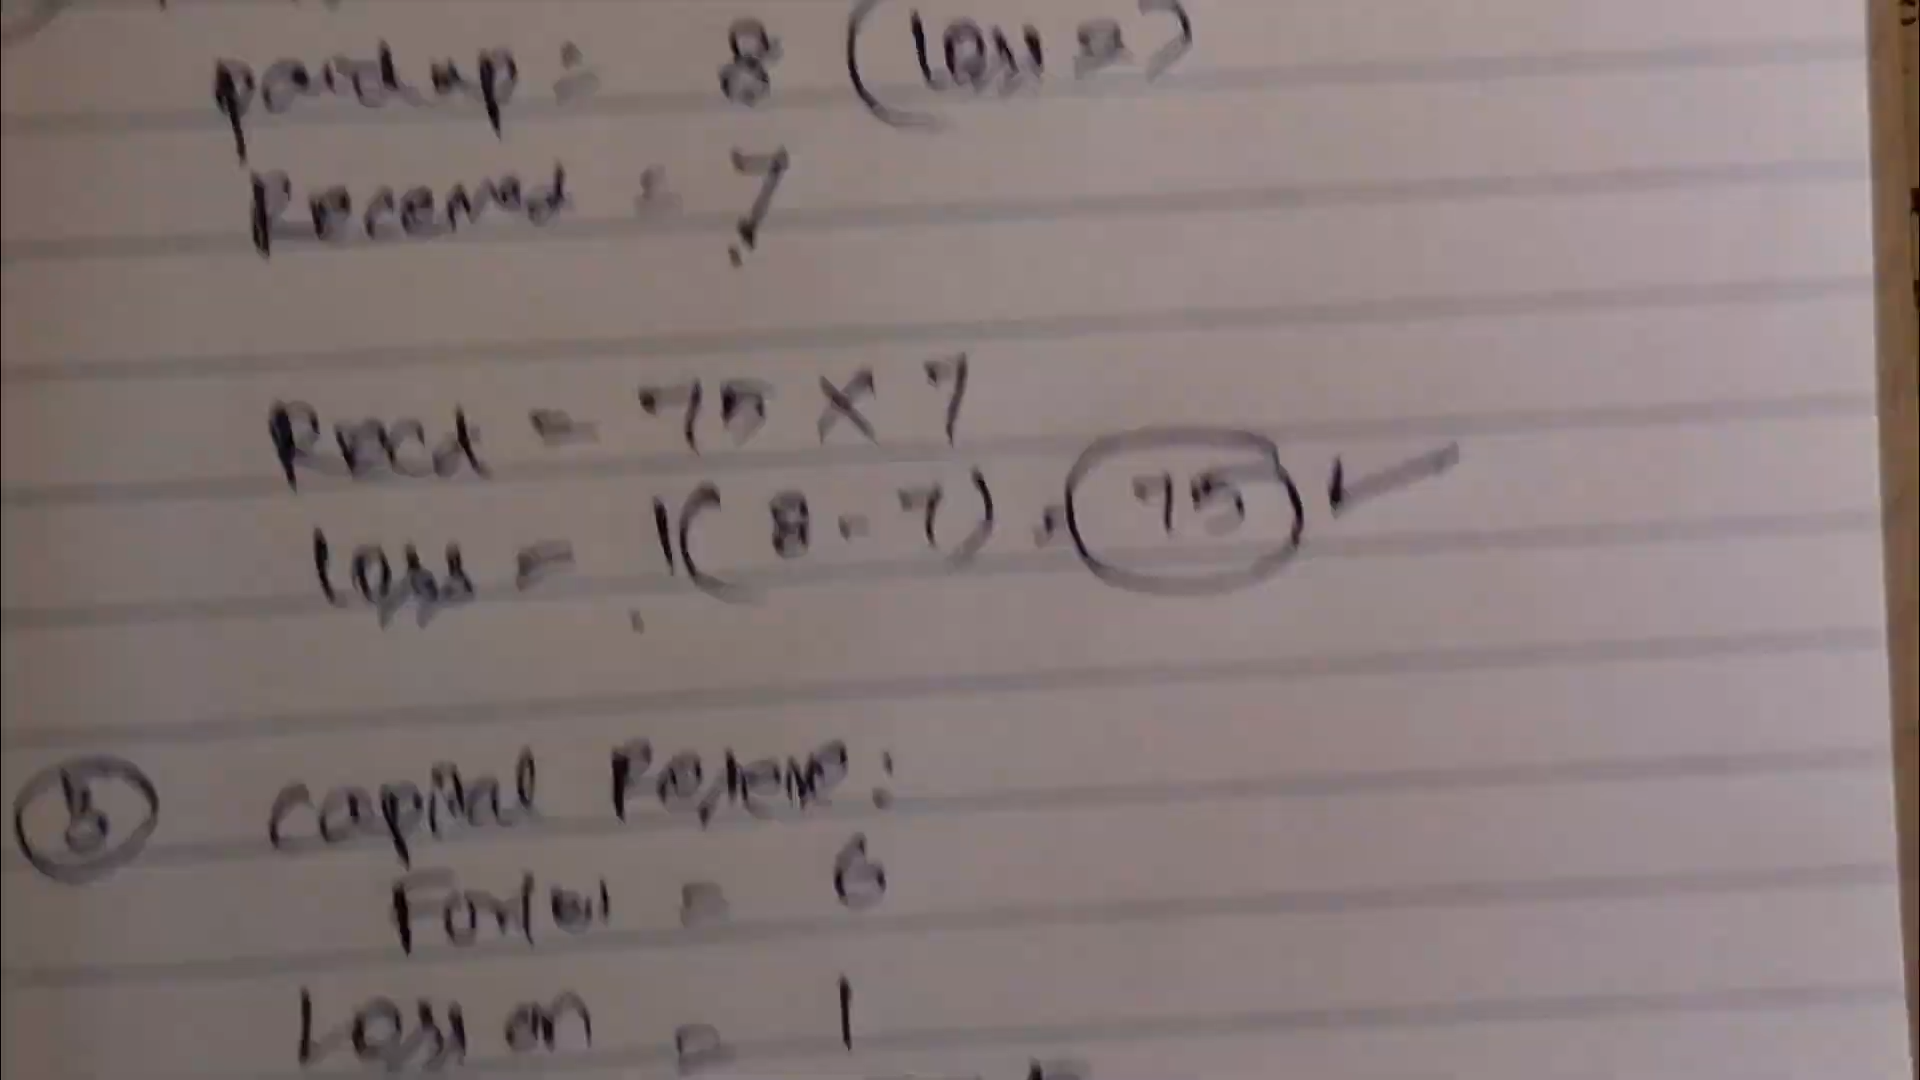 paid up = 8 (loss =)
Received = 7
Recd = 75 x 7
loss = 1(8-7). 75 ✓
b Capital Reserve:
= 6
Loss on = 1